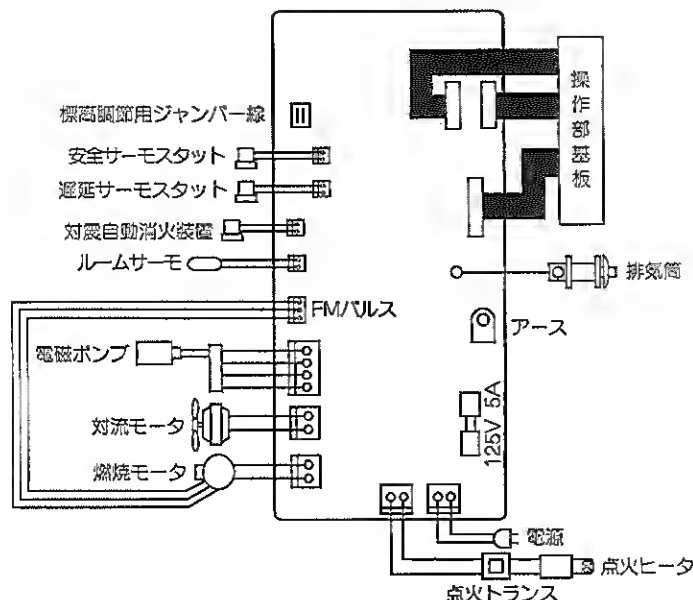 操作部基板
標高調節用ジャンパー線
安全サーモスタット
遅延サーモスタット
対震自動消火装置
ルームサーモ
排気筒
FMパルス
アース
電磁ポンプ
125V 5A
対流モータ
燃焼モータ
電源
点火ヒータ
点火トランス